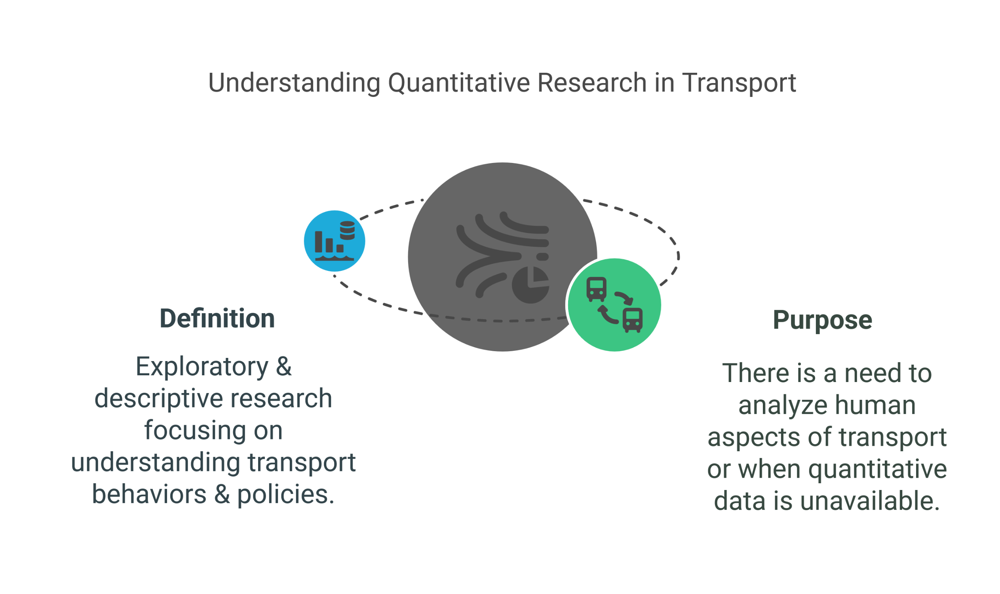 Understanding Quantitative Research in Transport
Definition
Exploratory &
descriptive research
focusing on
understanding transport
behaviors & policies.
Purpose
There is a need to
analyze human
aspects of transport
or when quantitative
data is unavailable.